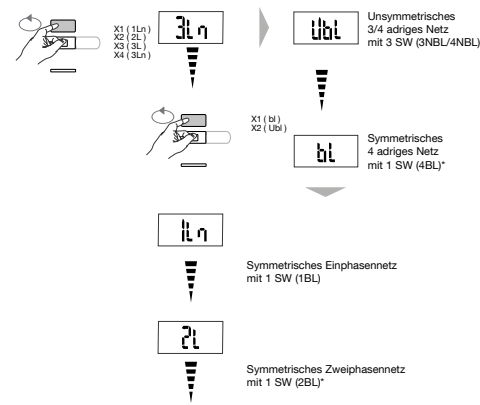 X1 ( 1Ln )
X2 ( 2L )
X3 ( 3L )
X4 ( 3Ln )
3Ln
Ubl
Unsymmetrisches
3/4 adriges Netz
mit 3 SW (3NBL/4NBL)
X1 ( bl )
X2 ( Ubl )
bl
Symmetrisches
4 adriges Netz
mit 1 SW (4BL)*
1Ln
Symmetrisches Einphasennetz
mit 1 SW (1BL)
2L
Symmetrisches Zweiphasennetz
mit 1 SW (2BL)*